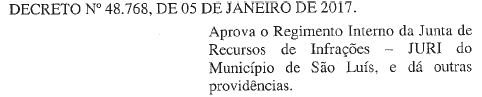 DECRETO Nº 48.768, DE 05 DE JANEIRO DE 2017.
Aprova o Regimento Interno da Junta de
Recursos de Infrações – JURI do
Município de São Luís, e dá outras
providências.